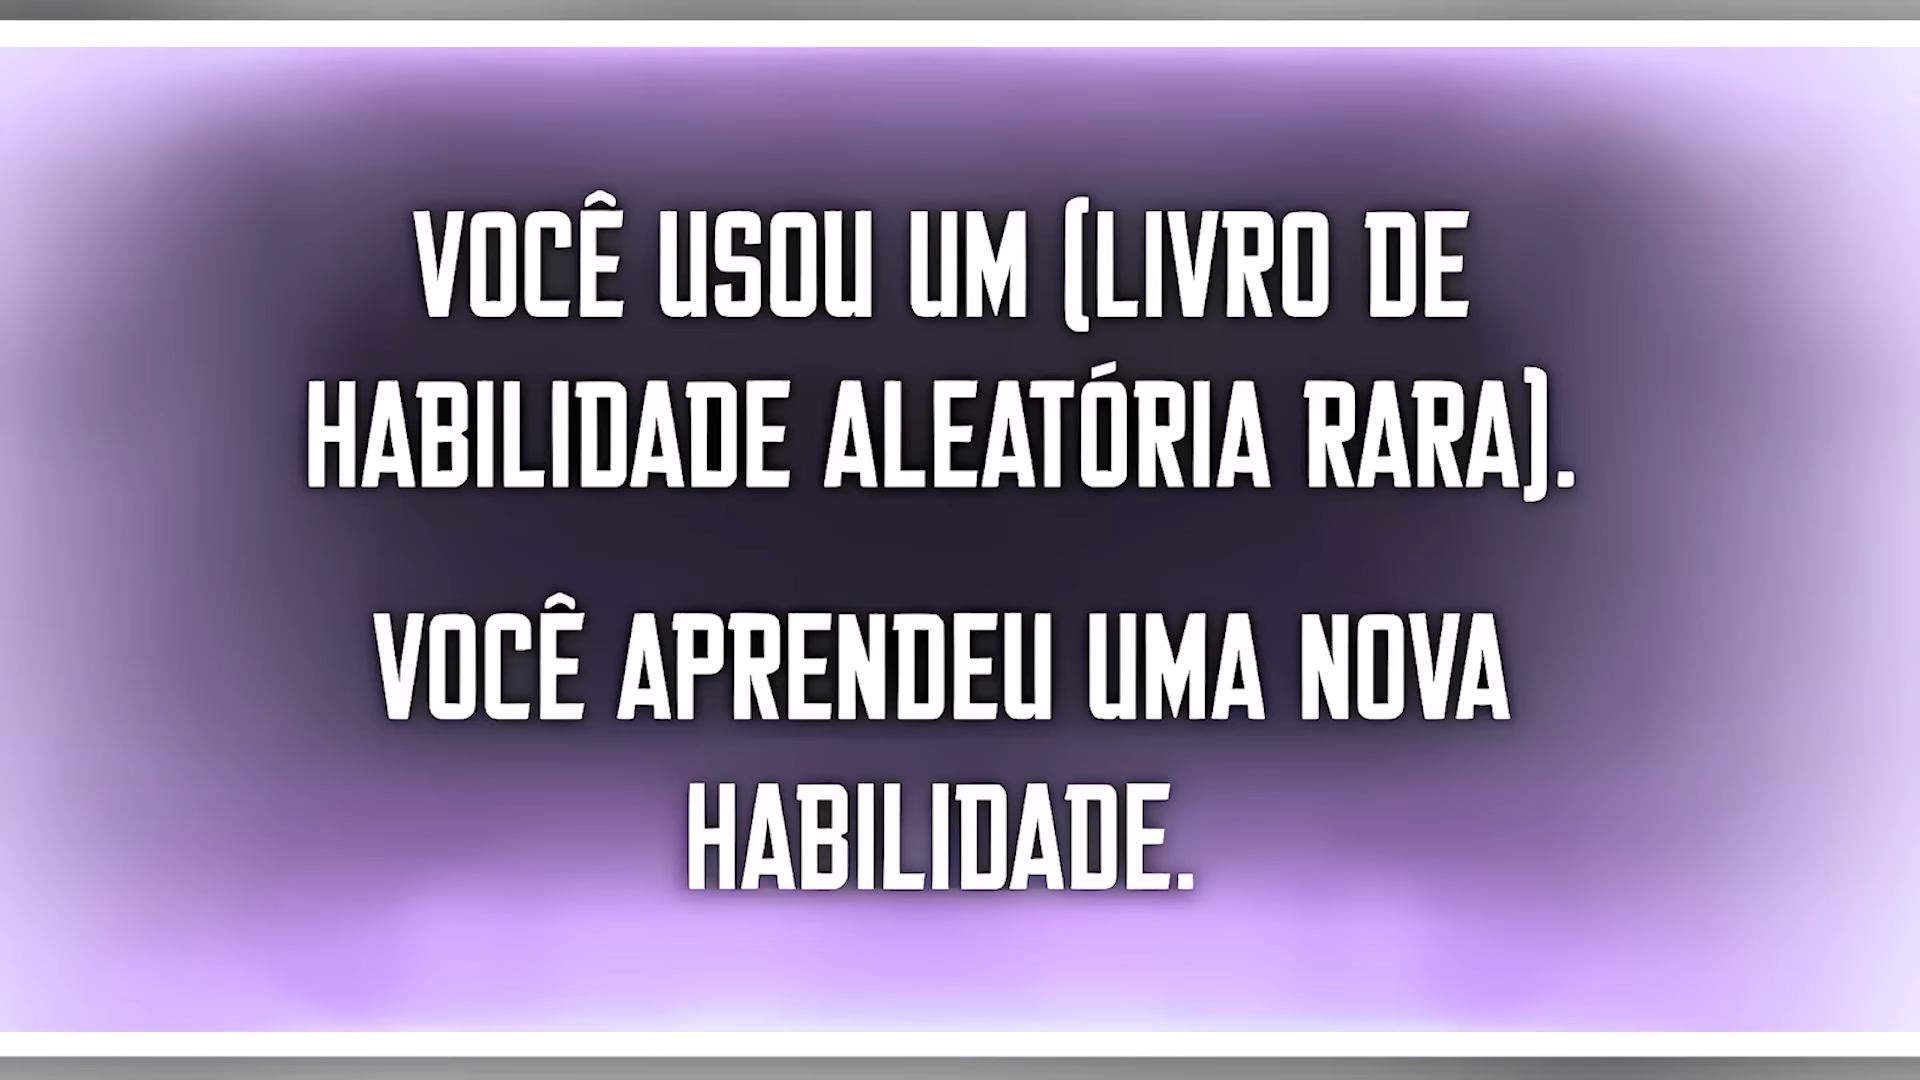 VOCÊ USOU UM (LIVRO DE
HABILIDADE ALEATÓRIA RARA).
VOCÊ APRENDEU UMA NOVA
HABILIDADE.